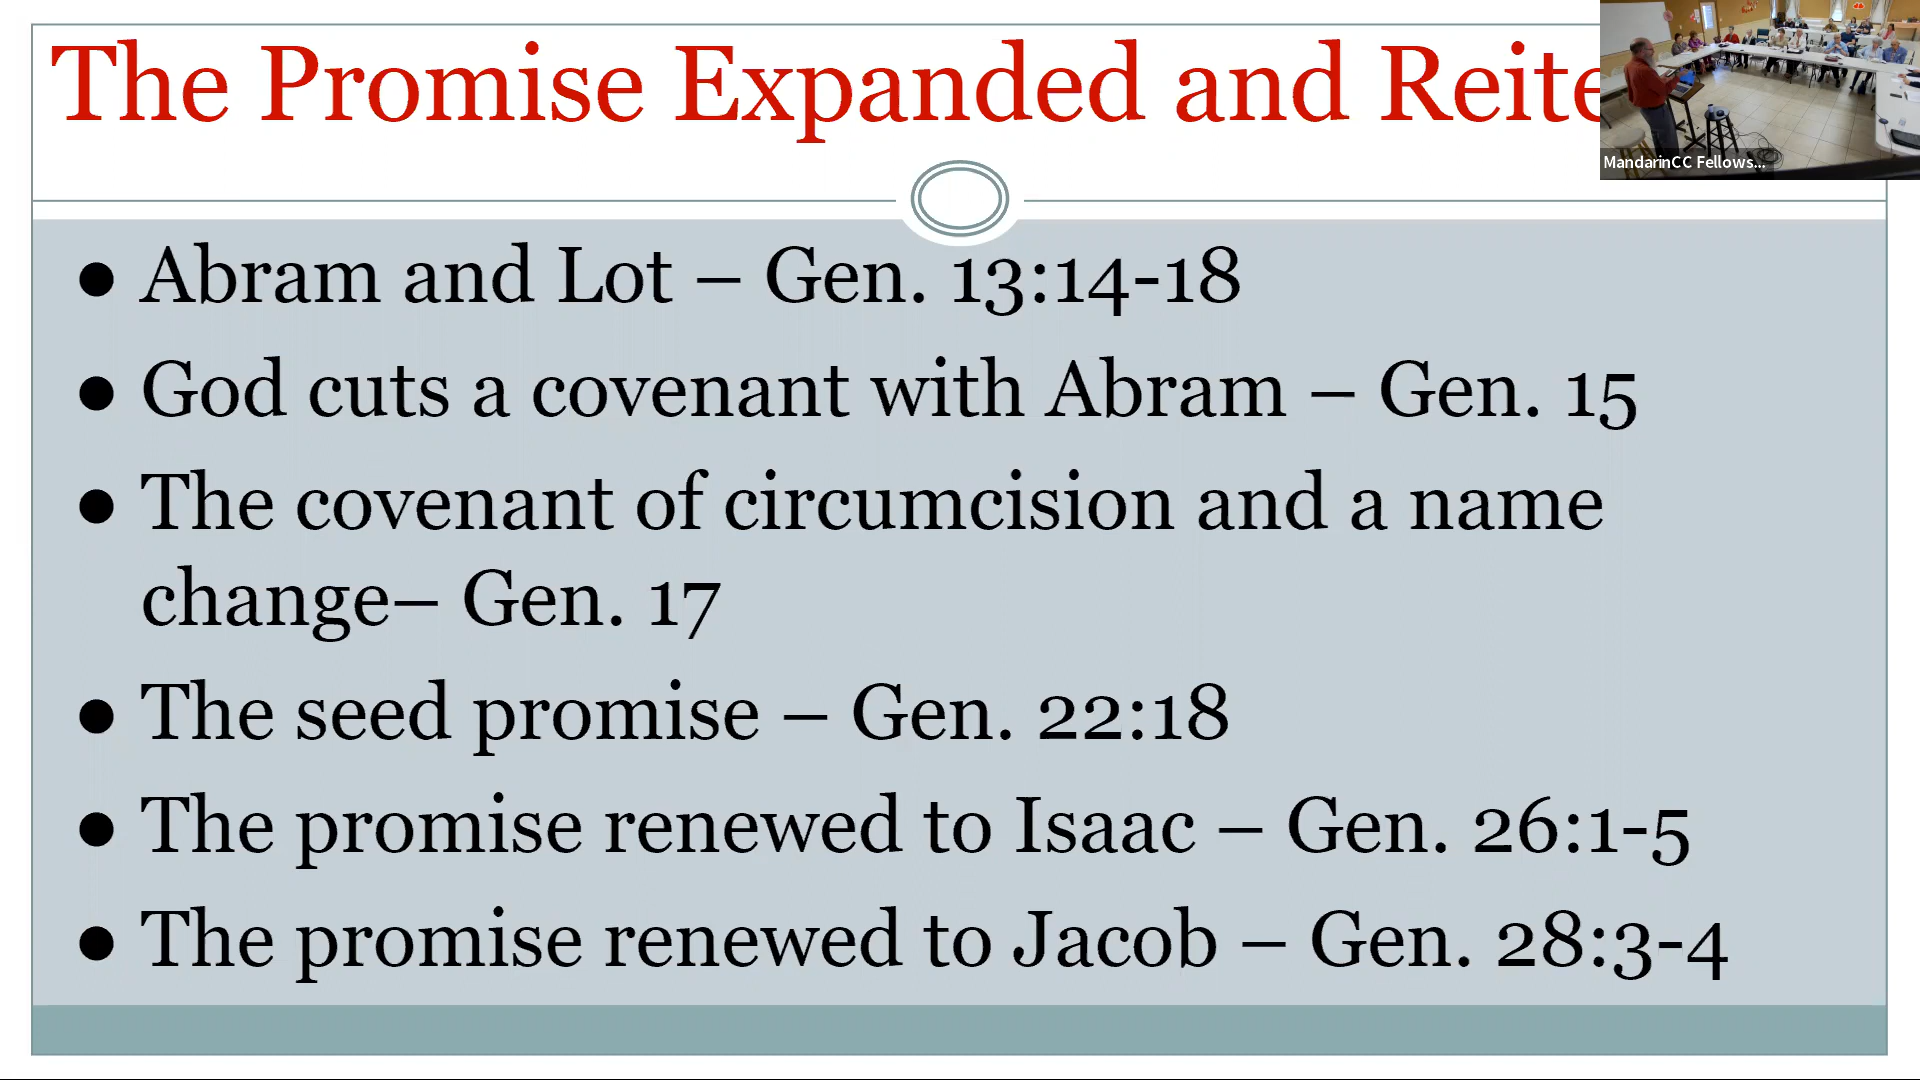 The Promise Expanded and Reite
MandarinCC Fellows...
● Abram and Lot – Gen. 13:14-18
● God cuts a covenant with Abram – Gen. 15
● The covenant of circumcision and a name
change– Gen. 17
● The seed promise – Gen. 22:18
● The promise renewed to Isaac – Gen. 26:1-5
● The promise renewed to Jacob – Gen. 28:3-4